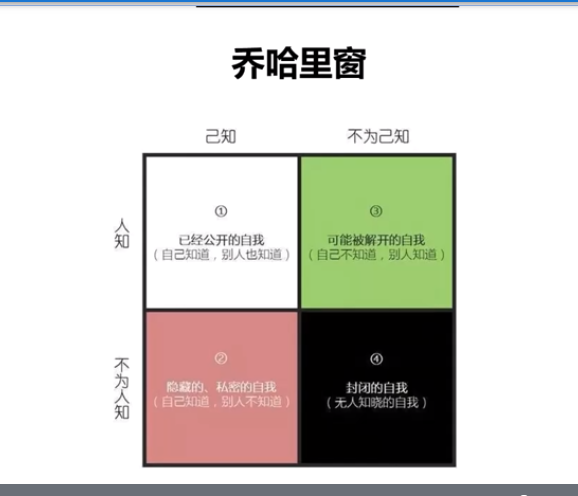 乔哈里窗
己知
不为己知
人知
①
已经公开的自我
（自己知道，别人也知道）
③
可能被解开的自我
（自己不知道，别人知道）
不为人知
②
隐藏的、私密的自我
（自己知道，别人不知道）
④
封闭的自我
（无人知晓的自我）